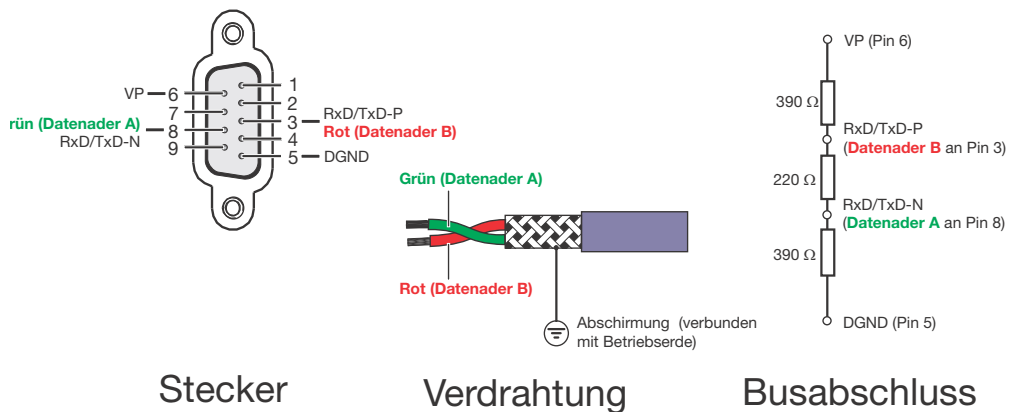 1
VP 6
2
7
RxD/TxD-P
3
rün (Datenader A)
Rot (Datenader B)
8
4
RxD/TxD-N
9
5 DGND
Grün (Datenader A)
Rot (Datenader B)
Abschirmung (verbunden
mit Betriebserde)
VP (Pin 6)
390 Ω
RxD/TxD-P
(Datenader B an Pin 3)
220 Ω
RxD/TxD-N
(Datenader A an Pin 8)
390 Ω
DGND (Pin 5)
Stecker
Verdrahtung
Busabschluss